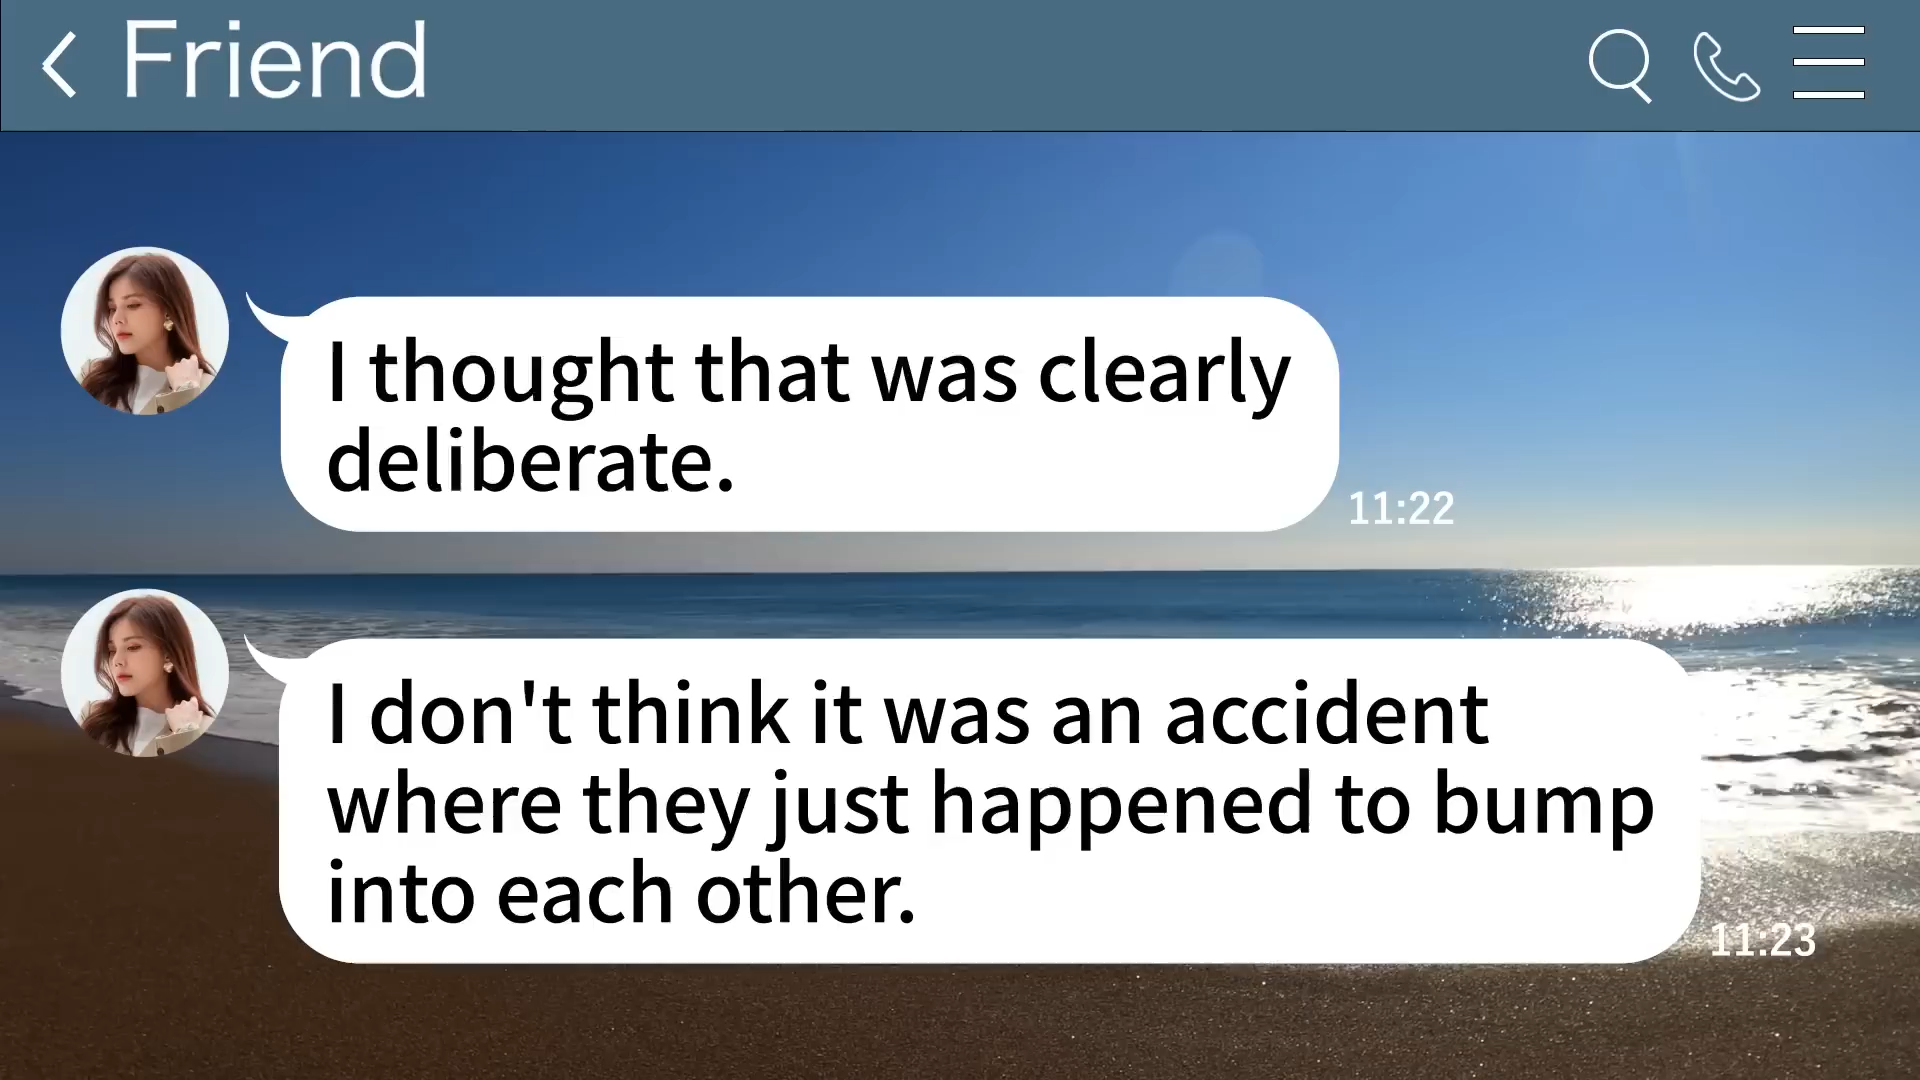 Friend
I thought that was clearly
deliberate.
11:22
I don't think it was an accident
where they just happened to bump
into each other.
11:23